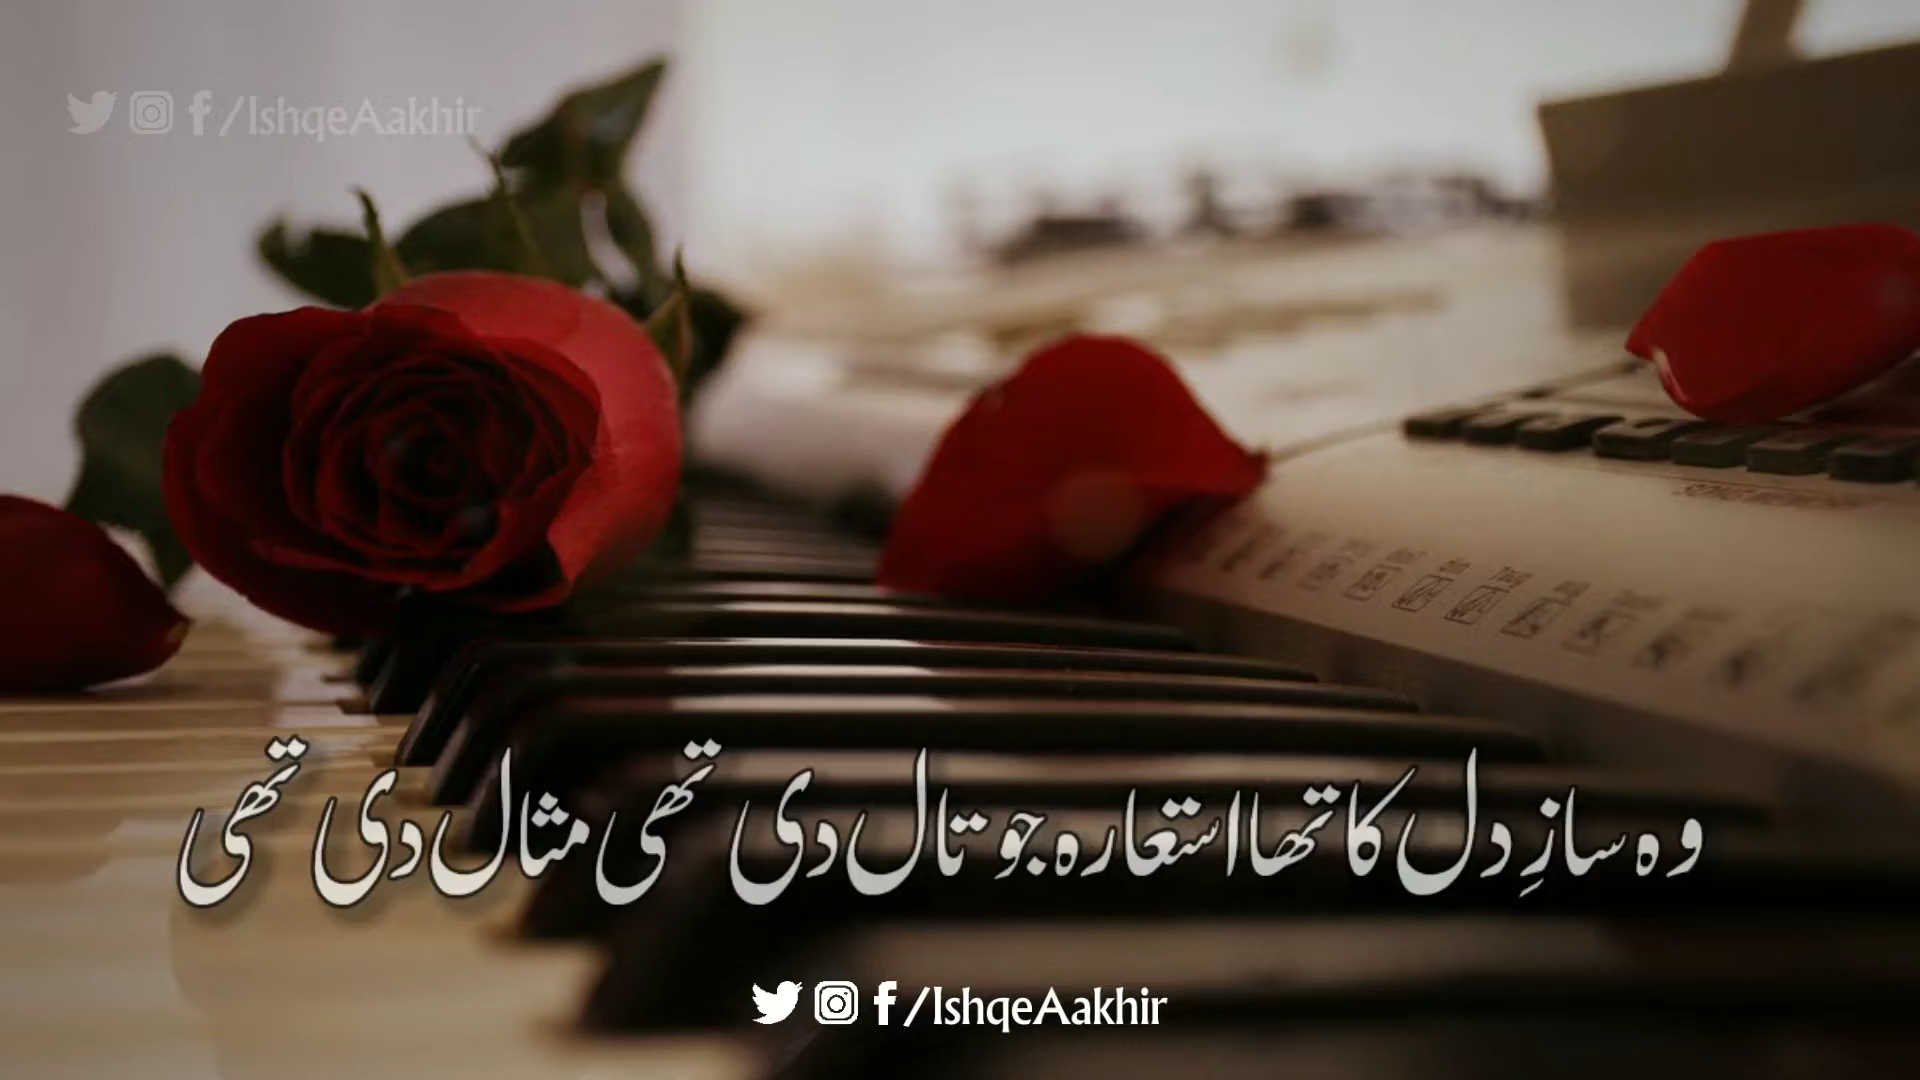 /IshqeAakhir
وہ سازِ دل کا تھا استعارہ جو تال دی تھی مثال دی تھی
/IshqeAakhir